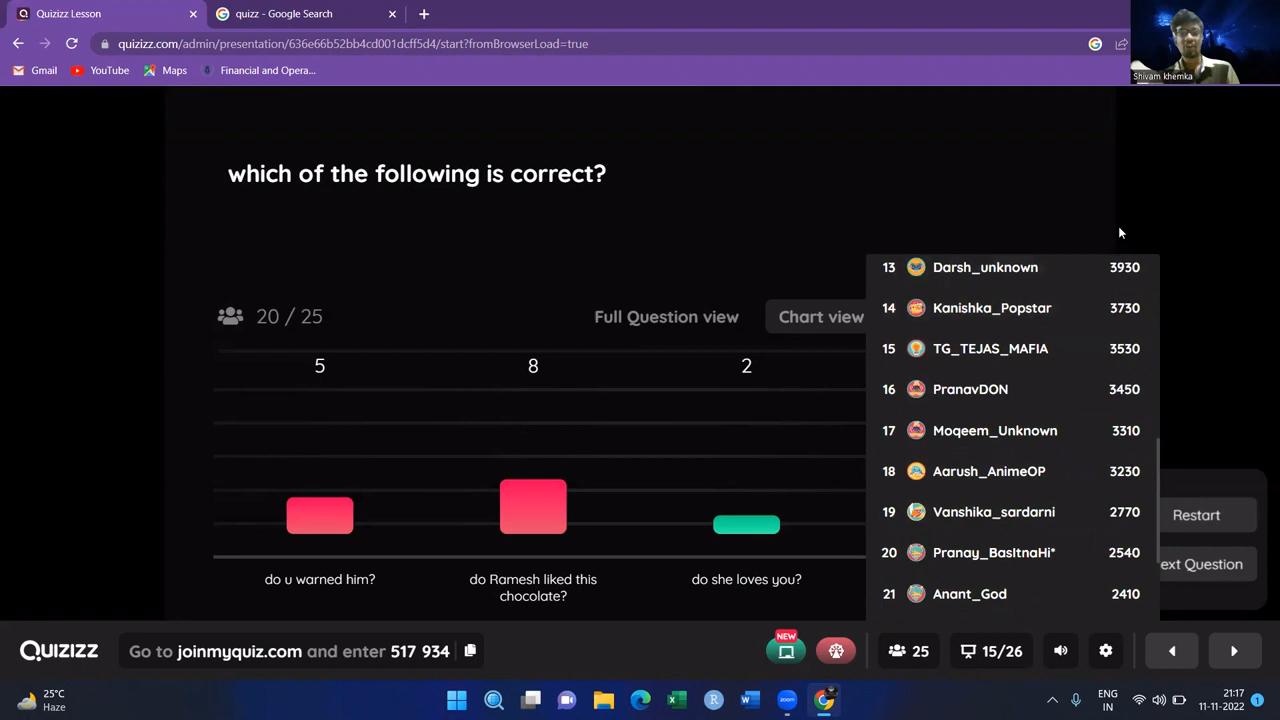 Quizizz Lesson
quizz - Google Search
quizizz.com/admin/presentation/636e66b52bb4cd001dcff5d4/start?fromBrowserLoad=true
Gmail
YouTube
Maps
Financial and Opera...
Shivam khemka
which of the following is correct?
20 / 25
Full Question view
Chart view
5
8
2
do u warned him?
do Ramesh liked this
chocolate?
do she loves you?
13 Darsh_unknown 3930
14 Kanishka_Popstar 3730
15 TG_TEJAS_MAFIA 3530
16 PranavDON 3450
17 Moqeem_Unknown 3310
18 Aarush_AnimeOP 3230
19 Vanshika_sardarni 2770
20 Pranay_BasItnaHi* 2540
21 Anant_God 2410
Restart
ext Question
QUIZIZZ
Go to joinmyquiz.com and enter 517 934
NEW
25
15/26
25°C
Haze
ENG
IN
21:17
11-11-2022
1